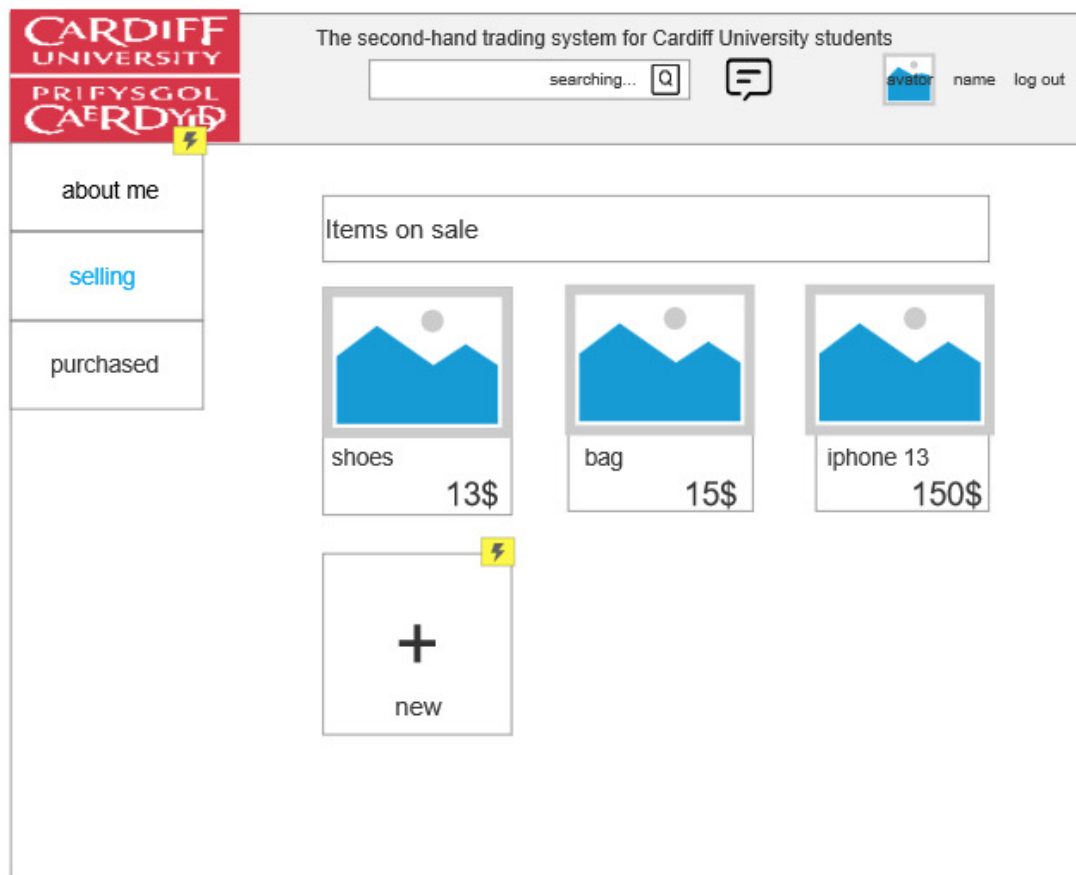 CARDIFF
UNIVERSITY
PRIFYSGOL
CAERDYDD
The second-hand trading system for Cardiff University students
searching...
avator name log out
about me
selling
purchased
Items on sale
shoes
13$
bag
15$
iphone 13
150$
+
new